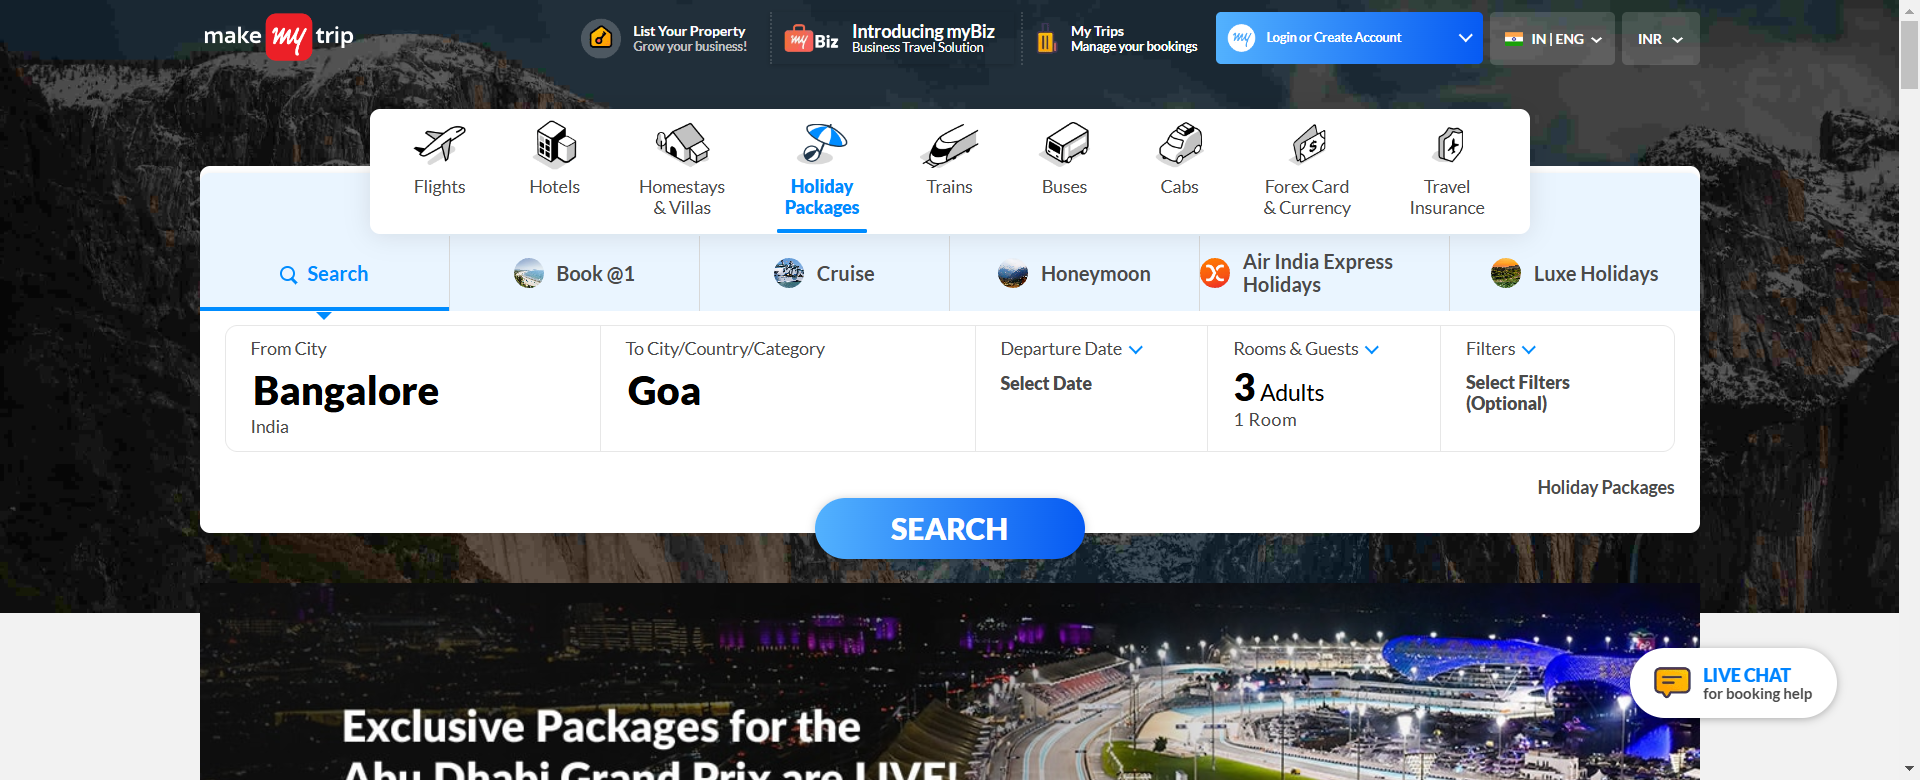 make my trip
List Your Property
Grow your business!
my Biz
Introducing myBiz
Business Travel Solution
My Trips
Manage your bookings
my
Login or Create Account
IN | ENG
INR
Flights
Hotels
Homestays
& Villas
Holiday
Packages
Trains
Buses
Cabs
Forex Card
& Currency
Travel
Insurance
Search
Book @1
Cruise
Honeymoon
Air India Express
Holidays
Luxe Holidays
From City
Bangalore
India
To City/Country/Category
Goa
Departure Date
Select Date
Rooms & Guests
3 Adults
1 Room
Filters
Select Filters
(Optional)
Holiday Packages
SEARCH
LIVE CHAT
for booking help
Exclusive Packages for the
Abu Dhabi Grand Prix are LIVE!